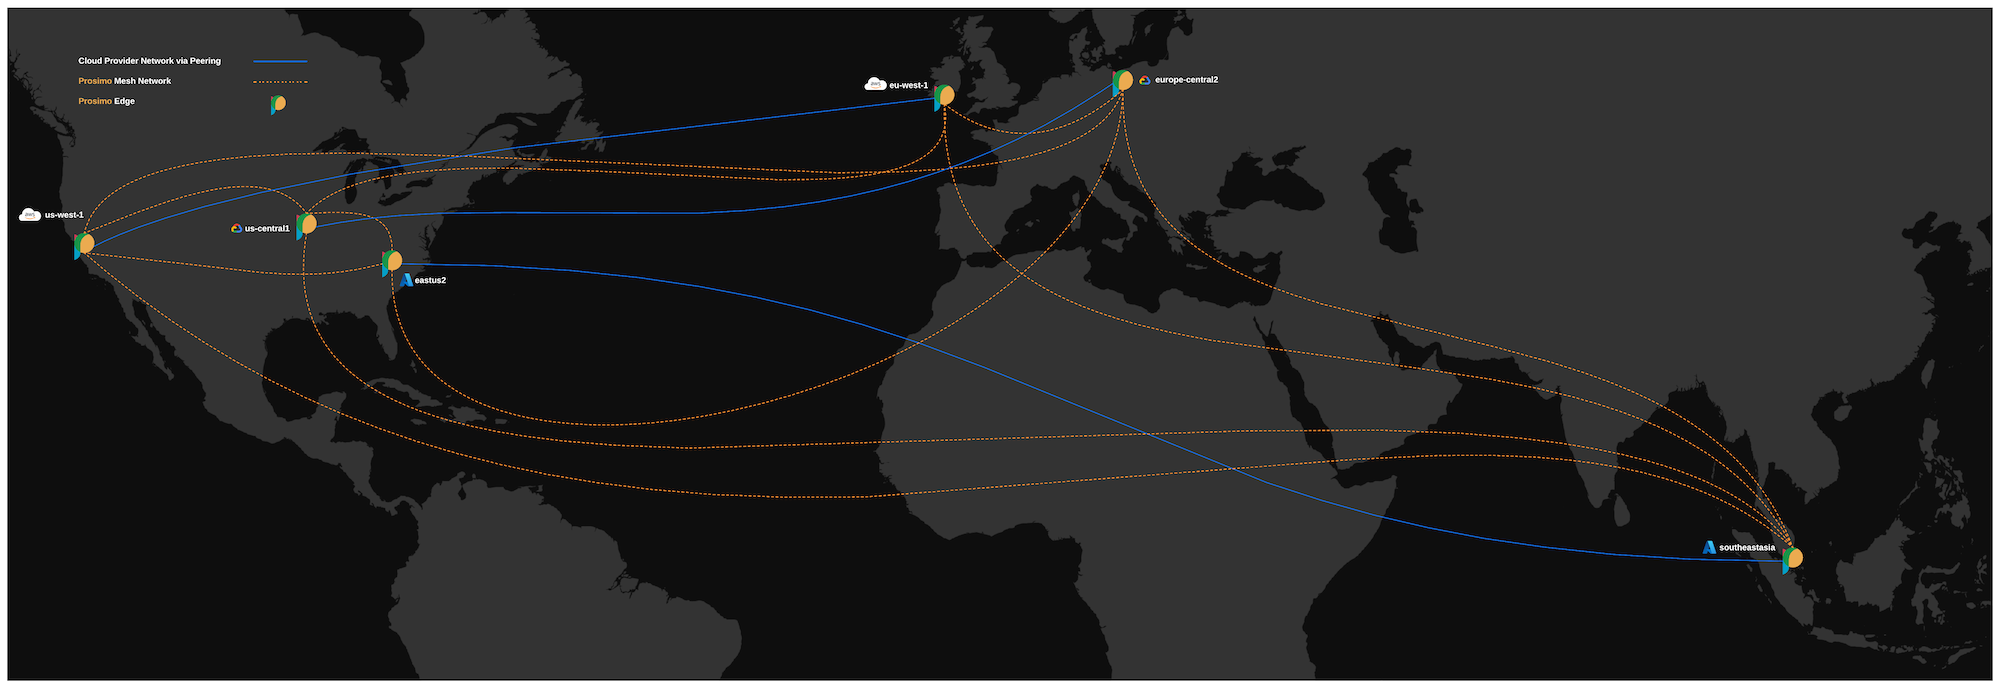 Cloud Provider Network via Peering
Prosimo Mesh Network
Prosimo Edge
aws eu-west-1
europe-central2
aws us-west-1
us-central1
eastus2
southeastasia